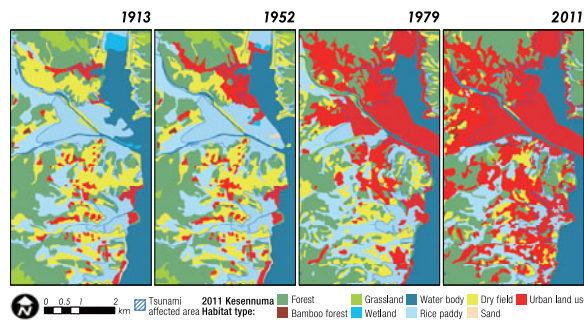 1913 1952 1979 2011
N
0 0.5 1 2
km
Tsunami
affected area
2011 Kesennuma
Habitat type:
Forest
Bamboo forest
Grassland
Wetland
Water body
Rice paddy
Dry field
Sand
Urban land us